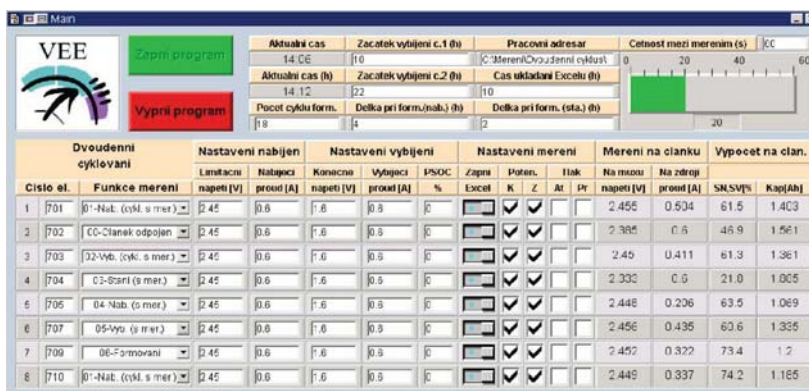 Main
VEE
Zapni program
Vypni program
Aktualni cas
Zacatek vybijeni c.1 (h)
Pracovni adresar
Cetnost mezi merenim (s)
14:06
10
C:\Mereni\Dvoudenni cyklus\
0 20 40 60
Aktualni cas (h)
Zacatek vybijeni c.2 (h)
Cas ukladani Excelu (h)
14.12
22
10
Pocet cyklu form.
Delka pri form.(nab.) (h)
Delka pri form. (sta.) (h)
18
4
2
20
Dvoudenni cyklovani
Nastaveni nabijen
Nastaveni vybijeni
Nastaveni mereni
Mereni na clanku
Vypocet na clan.
Limitacni Nabijeci Konecne Vybijeci PSOC Zapni Poten. Tlak Na muxu Na zdroji
Cislo el. Funkce mereni napeti [V] proud [A] napeti [V] proud [A] % Excel K Z At Pr napeti [V] proud [A] SN,SV[% Kap[Ah]
1 701 01-Nab. (cykl. s mer.) 2.45 0.6 1.6 0.6 0 2.455 0.504 61.5 1.403
2 702 00-Clanek odpojen 2.45 0.6 1.6 0.6 0 2.385 0.6 46.9 1.561
3 703 02-Vyb. (cykl. s mer.) 2.45 0.6 1.6 0.6 0 2.45 0.411 61.3 1.361
4 704 03-Stani (s mer.) 2.45 0.6 1.6 0.6 0 2.333 0.6 21.8
5 705 04-Nab. (s mer.) 2.45 0.6 1.6 0.6 0 2.448 0.206 63.5 1.069
6 707 05-Vyb. (s mer.) 2.45 0.6 1.6 0.6 0 2.456 0.435 60.6 1.335
7 709 06-Formovani 2.45 0.6 1.6 0.6 0 2.452 0.322 73.4 1.2
8 710 01-Nab. (cykl. s mer.) 2.45 0.6 1.6 0.6 0 2.449 0.337 74.2 1.185